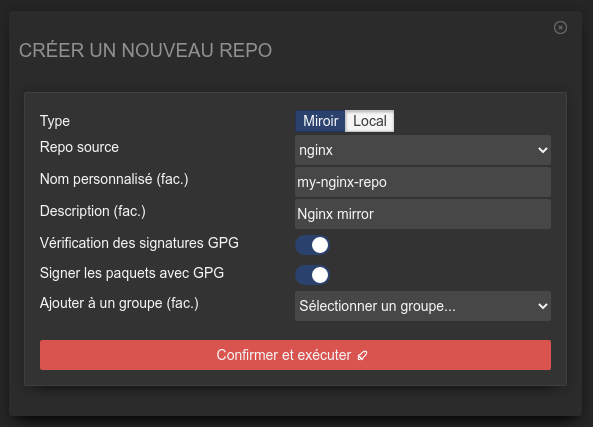 CRÉER UN NOUVEAU REPO
Type Miroir Local
Repo source nginx
Nom personnalisé (fac.) my-nginx-repo
Description (fac.) Nginx mirror
Vérification des signatures GPG
Signer les paquets avec GPG
Ajouter à un groupe (fac.) Sélectionner un groupe...
Confirmer et exécuter